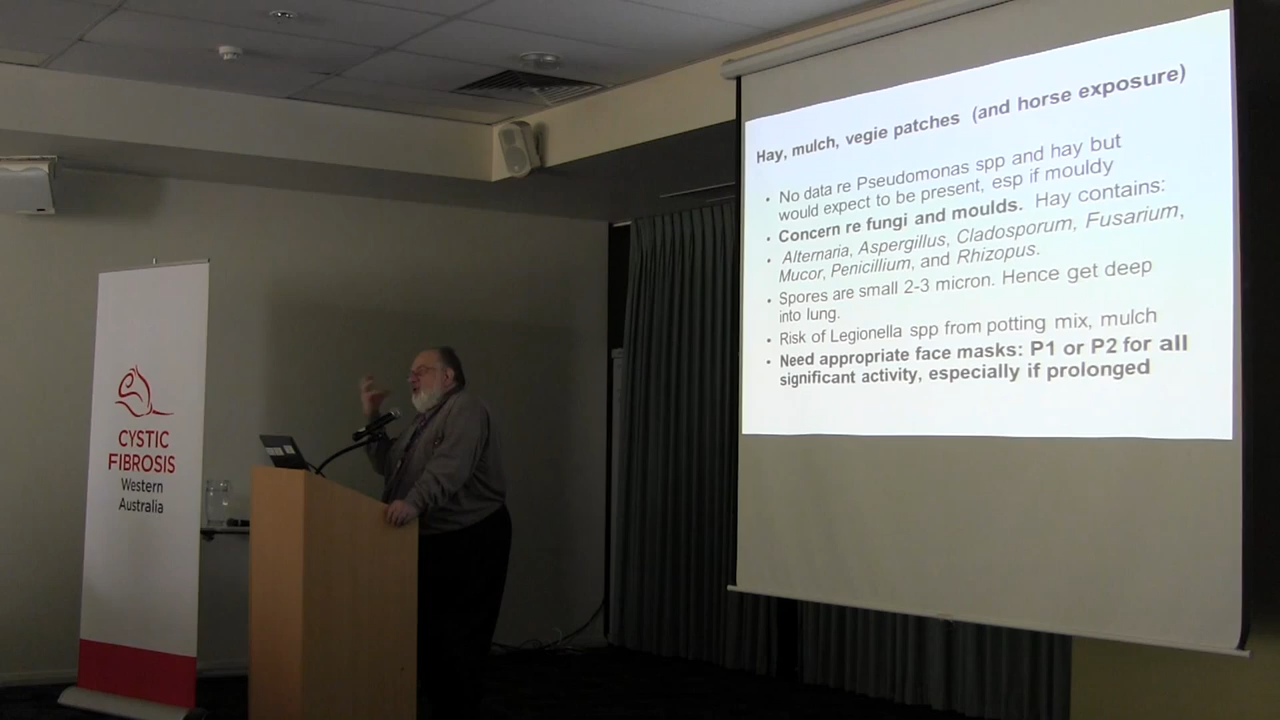 CYSTIC
FIBROSIS
Western
Australia
Hay, mulch, vegie patches (and horse exposure)
• No data re Pseudomonas spp and hay but
would expect to be present, esp if mouldy
• Concern re fungi and moulds. Hay contains:
• Alternaria, Aspergillus, Cladosporum, Fusarium,
Mucor, Penicillium, and Rhizopus.
• Spores are small 2-3 micron. Hence get deep
into lung.
• Risk of Legionella spp from potting mix, mulch
• Need appropriate face masks: P1 or P2 for all
significant activity, especially if prolonged